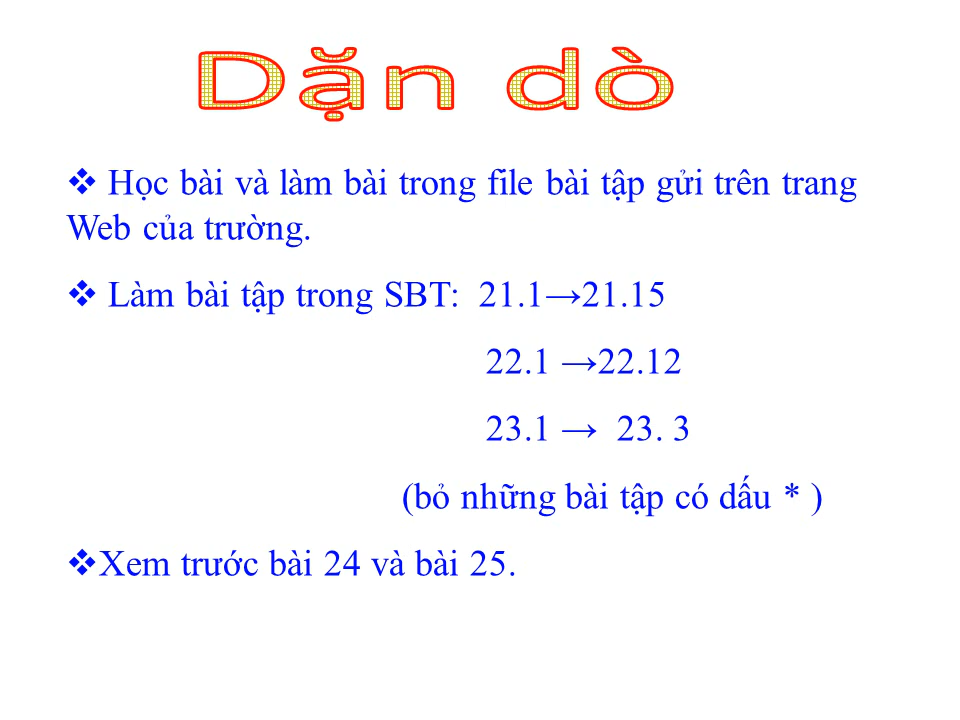 Dặn dò
❖ Học bài và làm bài trong file bài tập gửi trên trang
Web của trường.
❖ Làm bài tập trong SBT: 21.1→21.15
22.1 →22.12
23.1 → 23. 3
(bỏ những bài tập có dấu * )
❖Xem trước bài 24 và bài 25.